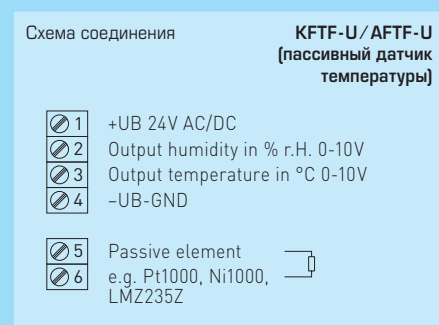 Схема соединения
KFTF-U/AFTF-U
(пассивный датчик
температуры)
1 +UB 24V AC/DC
2 Output humidity in % r.H. 0-10V
3 Output temperature in °C 0-10V
4 –UB-GND
5 Passive element
6 e.g. Pt1000, Ni1000,
LMZ235Z